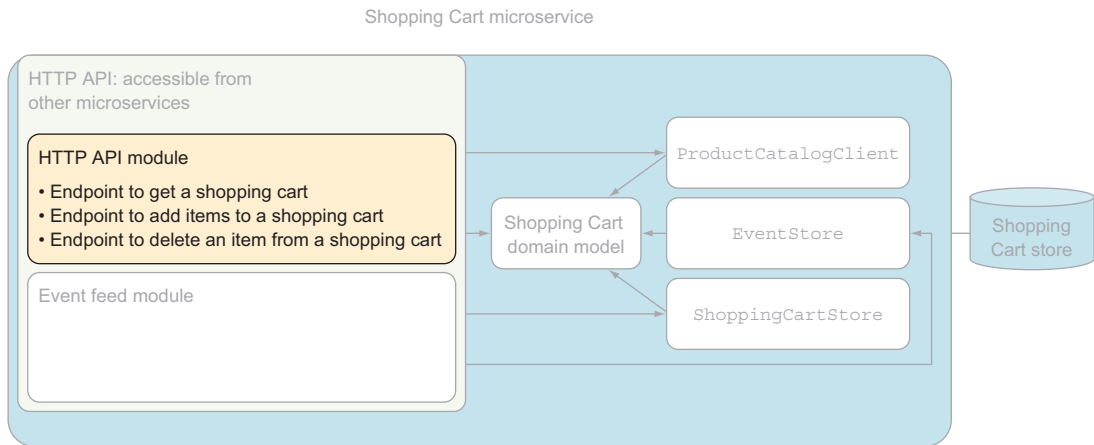 Shopping Cart microservice
HTTP API: accessible from
other microservices
HTTP API module
• Endpoint to get a shopping cart
• Endpoint to add items to a shopping cart
• Endpoint to delete an item from a shopping cart
Event feed module
Shopping Cart
domain model
ProductCatalogClient
EventStore
ShoppingCartStore
Shopping
Cart store